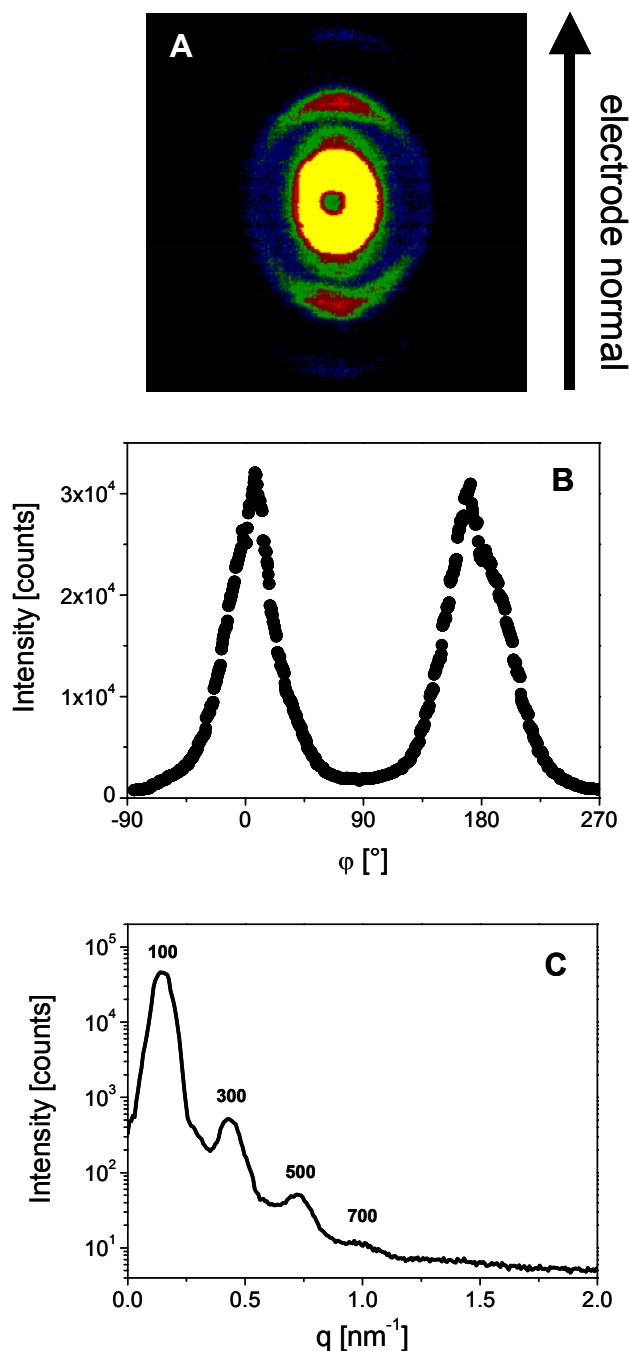 A
electrode normal
B
Intensity [counts]
3x10⁴
2x10⁴
1x10⁴
0
-90 0 90 180 270
φ [°]
C
Intensity [counts]
10⁵
10⁴
10³
10²
10¹
100
300
500
700
0.0 0.5 1.0 1.5 2.0
q [nm⁻¹]